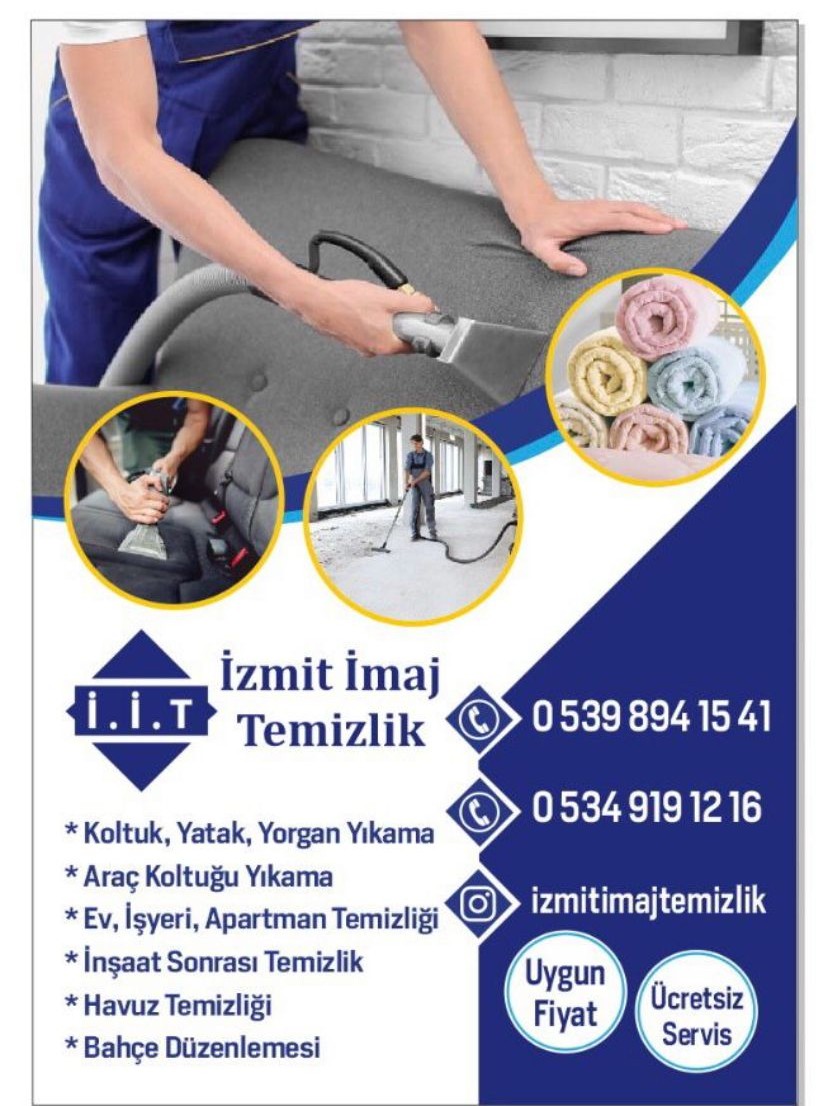 İ.İ.T
İzmit İmaj
Temizlik
0 539 894 15 41
0 534 919 12 16
izmitimajtemizlik
* Koltuk, Yatak, Yorgan Yıkama
* Araç Koltuğu Yıkama
* Ev, İşyeri, Apartman Temizliği
* İnşaat Sonrası Temizlik
* Havuz Temizliği
* Bahçe Düzenlemesi
Uygun
Fiyat
Ücretsiz
Servis